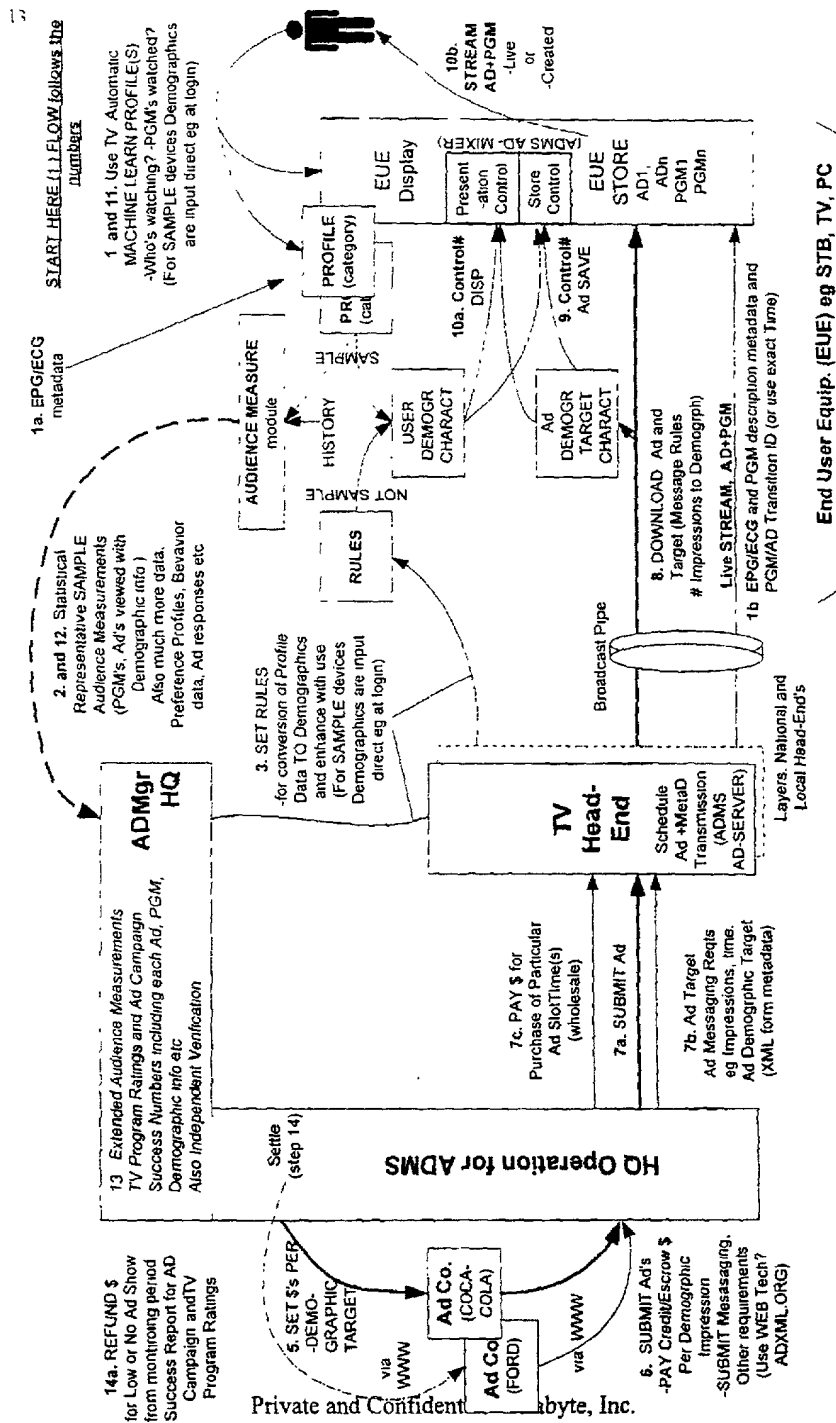 13
START HERE (1) FLOW follows the
numbers
1 and 11. Use TV Automatic
MACHINE LEARN PROFILE(S)
-Who's watching? -PGM's watched?
(For SAMPLE devices Demographics
are input direct eg at login)
1a. EPG/ECG
metadata
2. and 12. Statistical
Representative SAMPLE
Audience Measurements
(PGM's, Ad's viewed with
Demographic info )
Also much more data.
Preference Profiles, Bevavior
data, Ad responses etc
AUDIENCE MEASURE
module
HISTORY
SAMPLE
NOT SAMPLE
PROFILE
(category)
PR
(cat
EUE
Display
(ADMS AD- MIXER)
Present
-ation
Control
Store
Control
EUE
STORE
AD1,
ADn
PGM1
PGMn
10b.
STREAM
AD+PGM
-Live
or
-Created
10a. Control#
DISP
9. Control#
Ad SAVE
USER
DEMOGR
CHARACT
Ad
DEMOGR
TARGET
CHARACT
RULES
3. SET RULES
-for conversion of Profile
Data TO Demographics
and enhance with use
(For SAMPLE devices
Demographics are input
direct eg at login)
8. DOWNLOAD Ad and
Target (Message Rules
# Impressions to Demogrph)
Live STREAM, AD+PGM
1b EPG/ECG and PGM description metadata and
PGM/AD Transition ID (or use exact Time)
End User Equip. (EUE) eg STB, TV, PC
Broadcast Pipe
Layers, National and
Local Head-End's
TV
Head-
End
Schedule
Ad +MetaD
Transmission
(ADMS
AD-SERVER)
ADMgr
HQ
13 Extended Audience Measurements
TV Program Ratings and Ad Campaign
Success Numbers including each Ad, PGM,
Demographic info etc
Also Independent Verification
HQ Operation for ADMS
7c. PAY $ for
Purchase of Particular
Ad SlotTime(s)
(wholesale)
7a. SUBMIT Ad
7b. Ad Target
Ad Messaging Reqts
eg Impressions, time.
Ad Demogrphic Target
(XML form metadata)
Settle
(step 14)
14a. REFUND $
for Low or No Ad Show
from montiroing period
Success Report for AD
Campaign andTV
Program Ratings
5. SET $'s PER
-DEMO-
GRAPHIC
TARGET
via
WWW
Ad Co.
(COCA-
COLA)
Ad Co
(FORD)
via WWW
6. SUBMIT Ad's
-PAY Credit/Escrow $
Per Demogrphic
Impression
-SUBMIT Mesasaging,
Other requirements
(Use WEB Tech?
ADXML.ORG)
Private and Confident abyte, Inc.